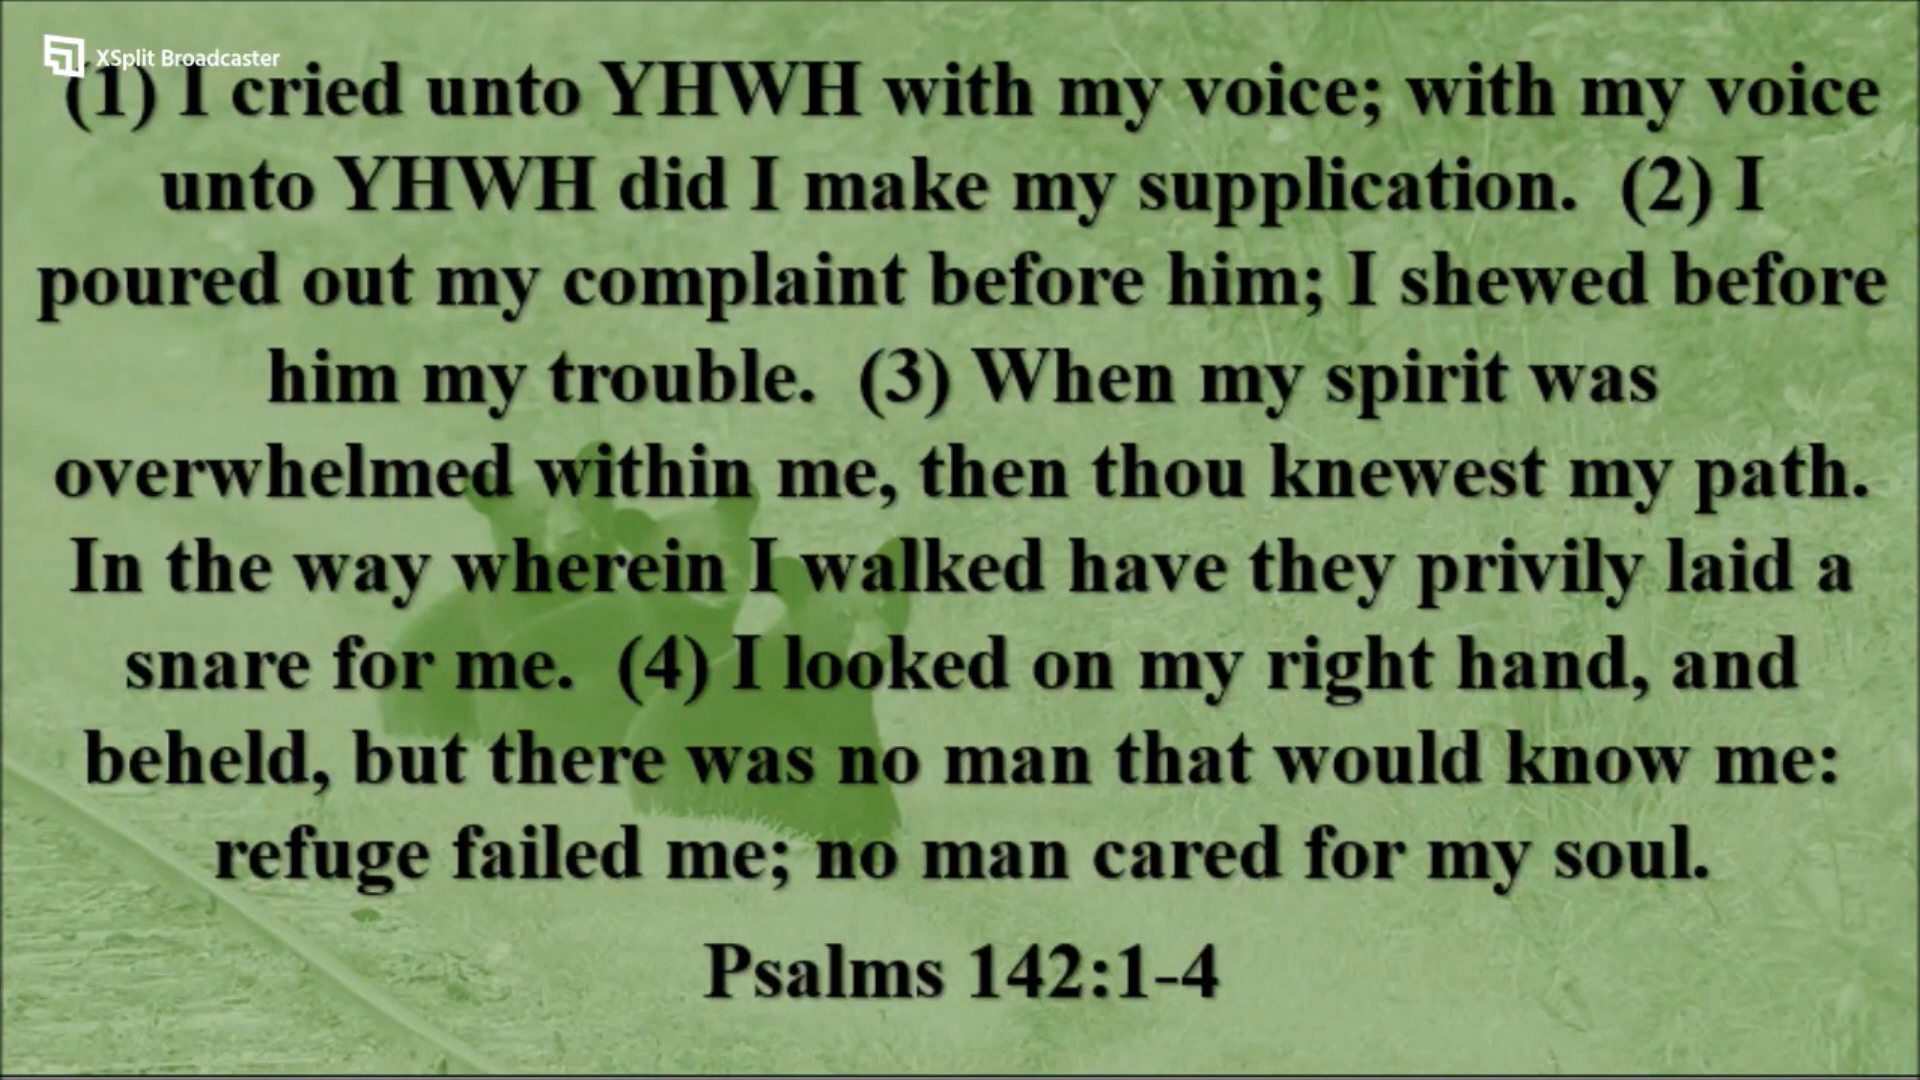 XSplit Broadcaster
(1) I cried unto YHWH with my voice; with my voice
unto YHWH did I make my supplication.  (2) I
poured out my complaint before him; I shewed before
him my trouble.  (3) When my spirit was
overwhelmed within me, then thou knewest my path.
In the way wherein I walked have they privily laid a
snare for me.  (4) I looked on my right hand, and
beheld, but there was no man that would know me:
refuge failed me; no man cared for my soul.
Psalms 142:1-4